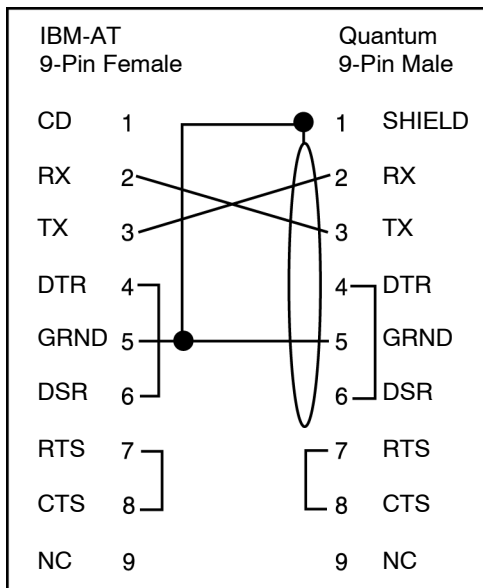 IBM-AT Quantum
9-Pin Female 9-Pin Male
CD 1 1 SHIELD
RX 2 2 RX
TX 3 3 TX
DTR 4 4 DTR
GRND 5 5 GRND
DSR 6 6 DSR
RTS 7 7 RTS
CTS 8 8 CTS
NC 9 9 NC